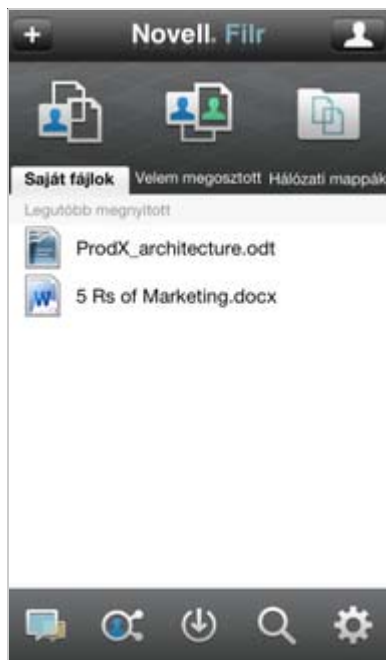 Novell. Filr
Saját fájlok Velem megosztott Hálózati mappák
Legutóbb megnyitott
ProdX_architecture.odt
5 Rs of Marketing.docx